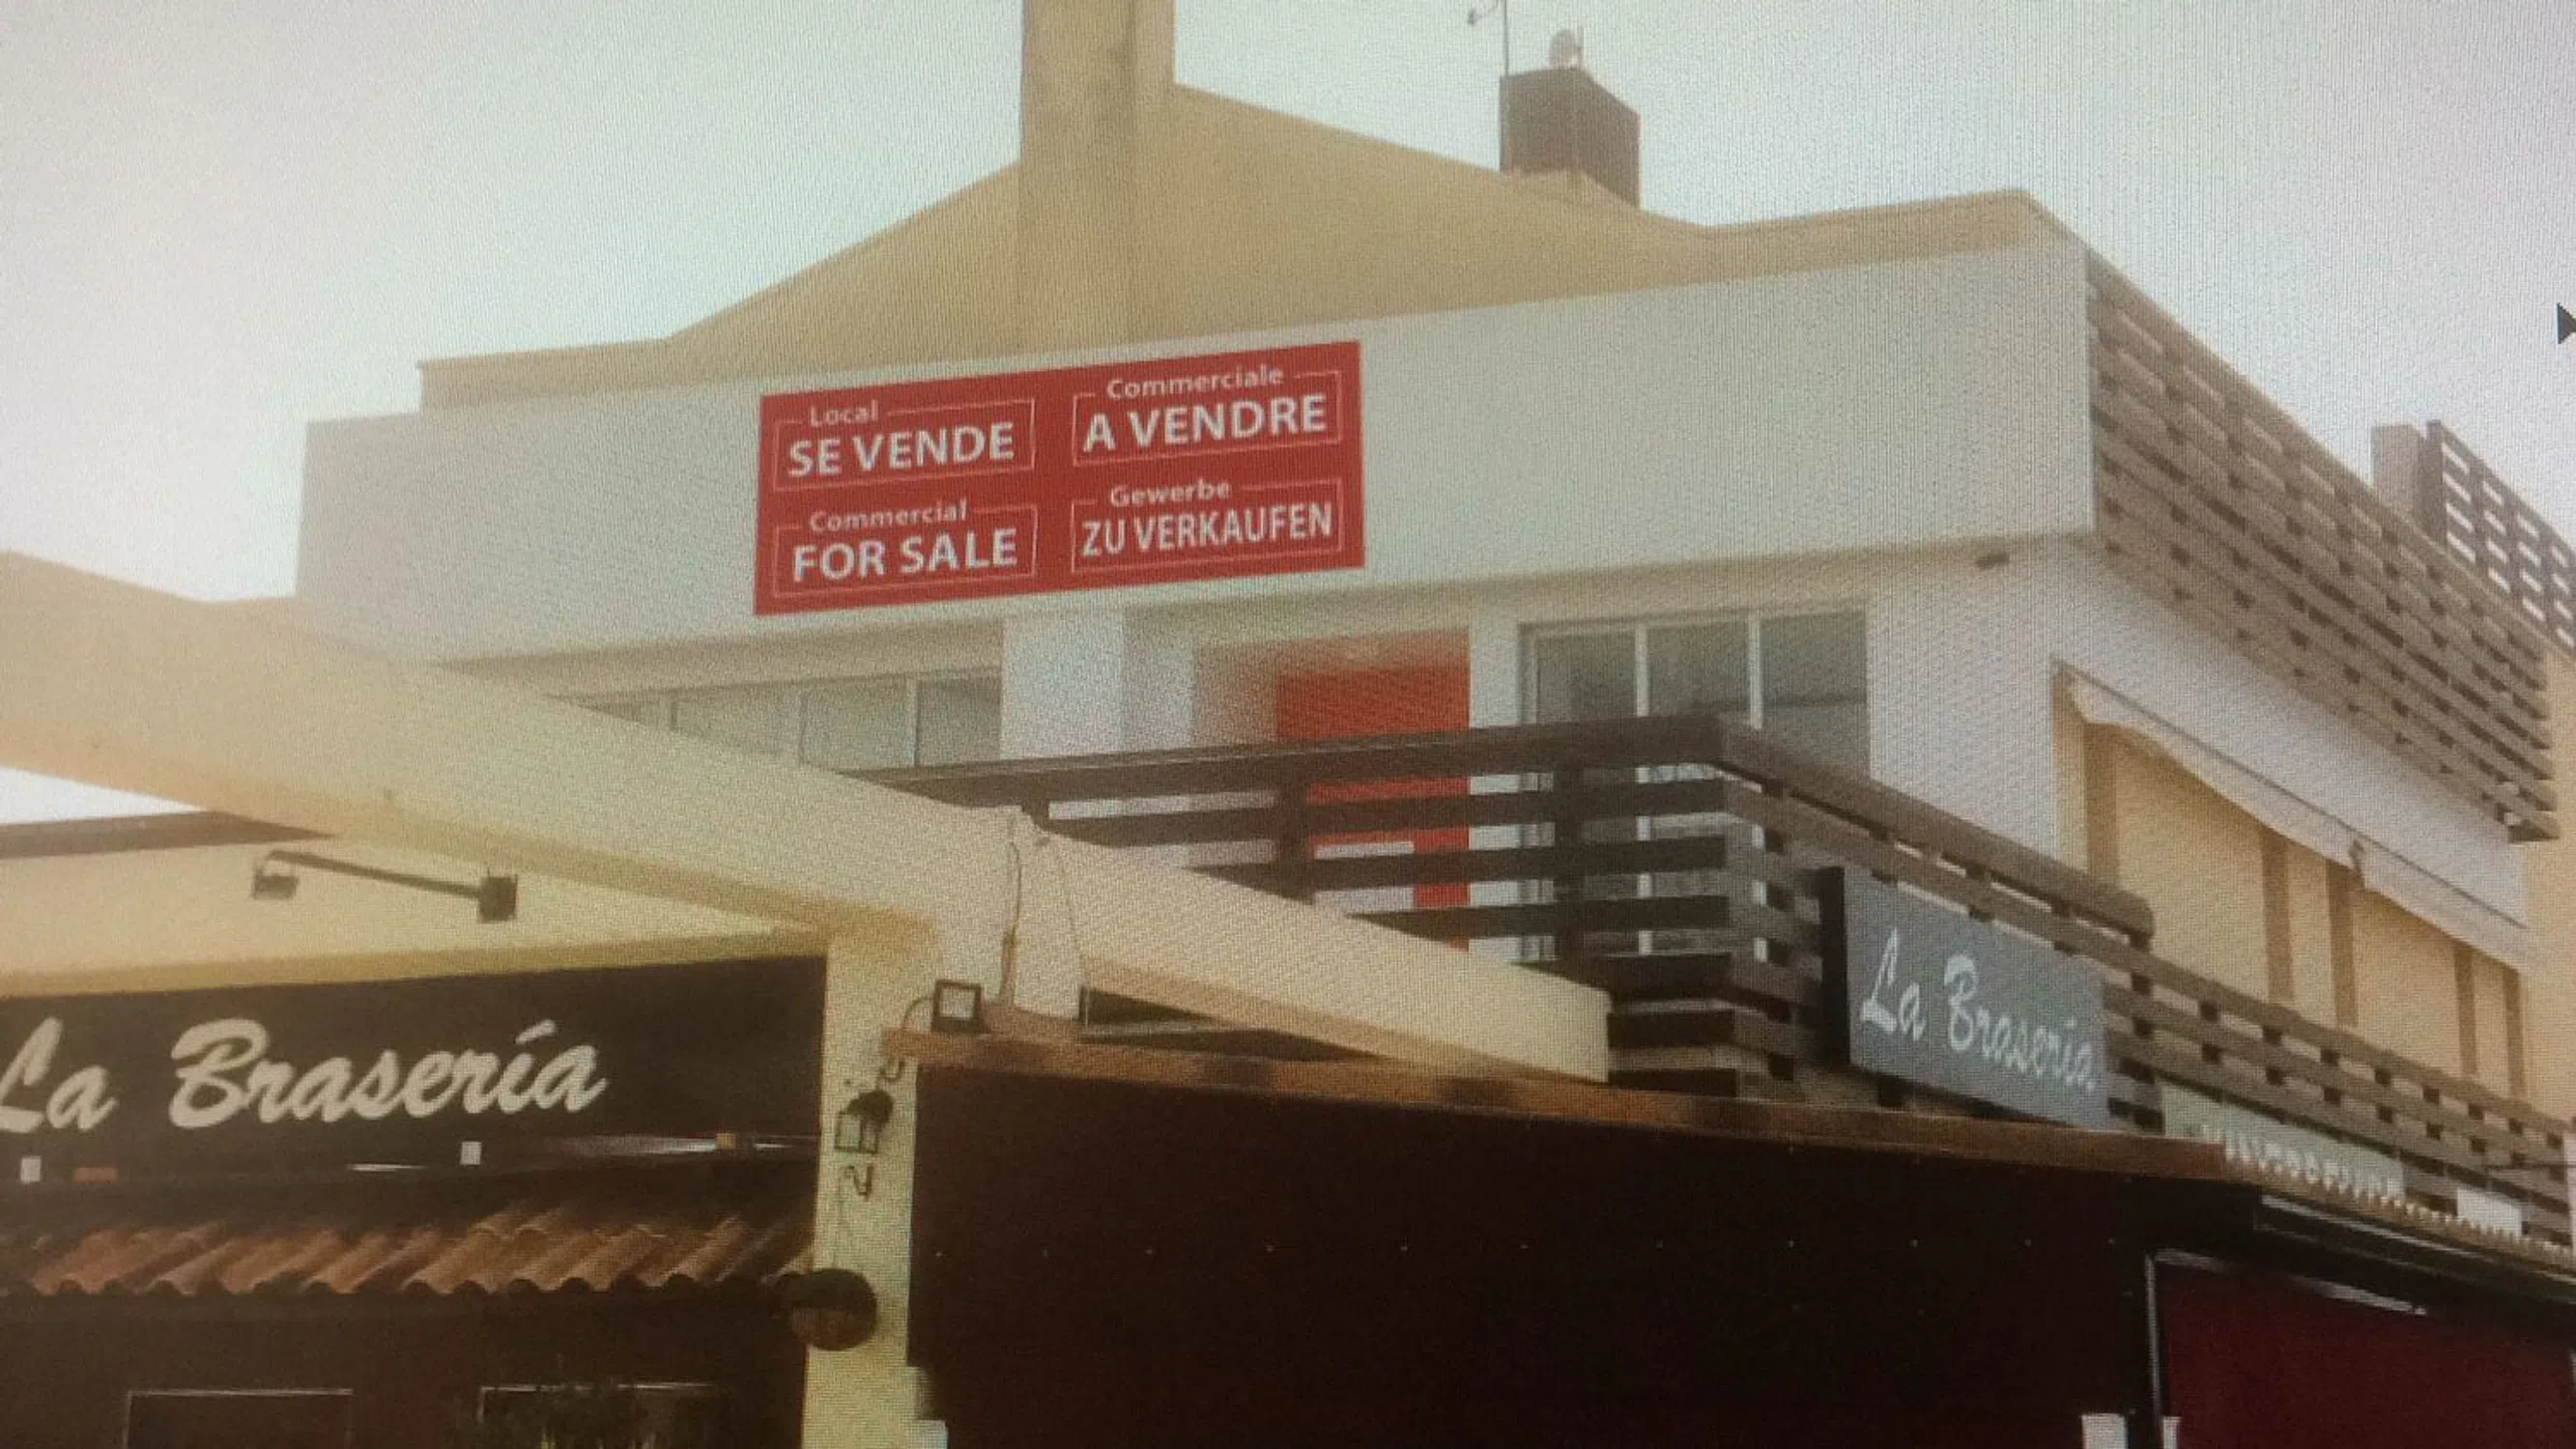 Local
SE VENDE
Commerciale
A VENDRE
Commercial
FOR SALE
Gewerbe
ZU VERKAUFEN
La Brasería
La Brasería